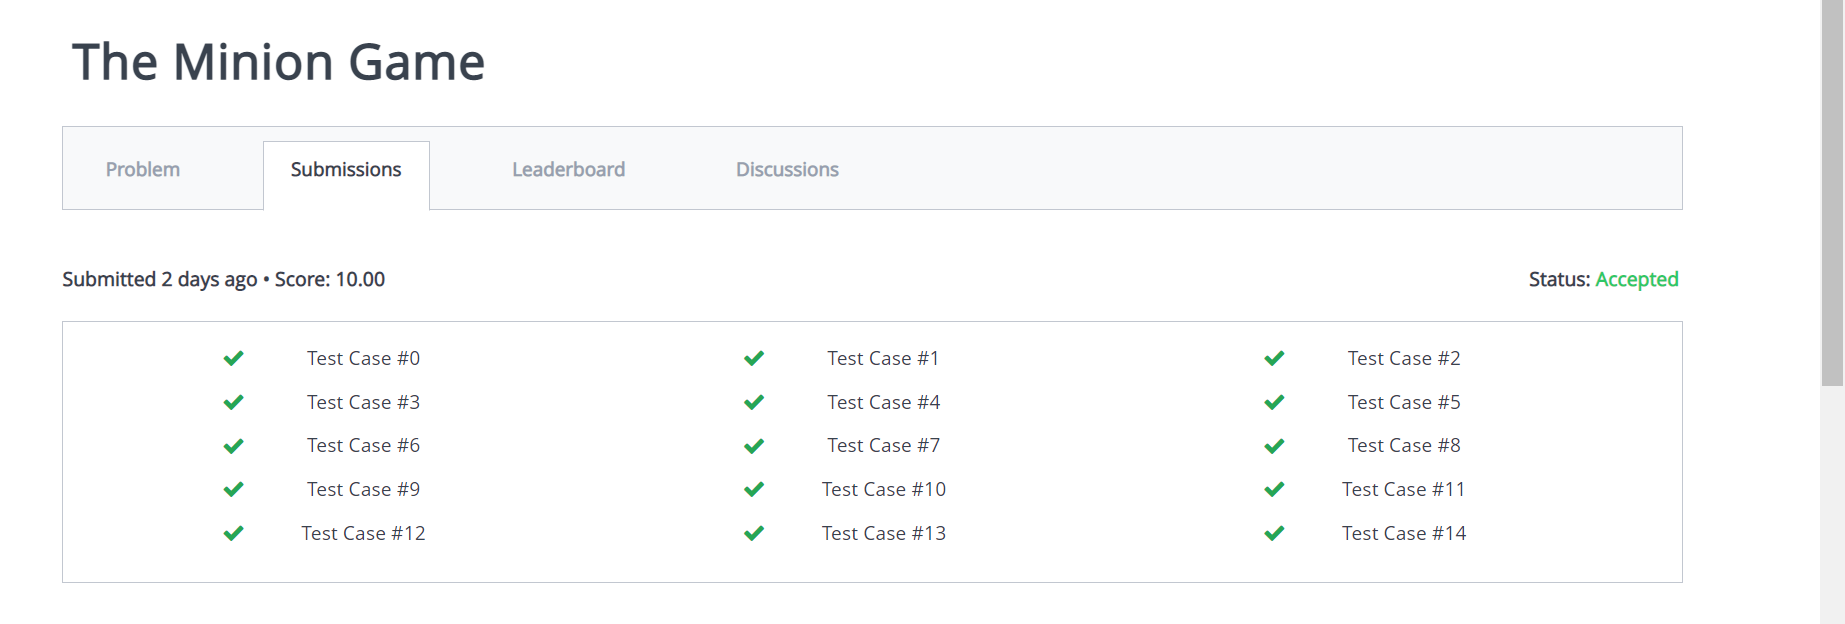 The Minion Game
Problem Submissions Leaderboard Discussions
Submitted 2 days ago • Score: 10.00 Status: Accepted
Test Case #0 Test Case #1 Test Case #2
Test Case #3 Test Case #4 Test Case #5
Test Case #6 Test Case #7 Test Case #8
Test Case #9 Test Case #10 Test Case #11
Test Case #12 Test Case #13 Test Case #14